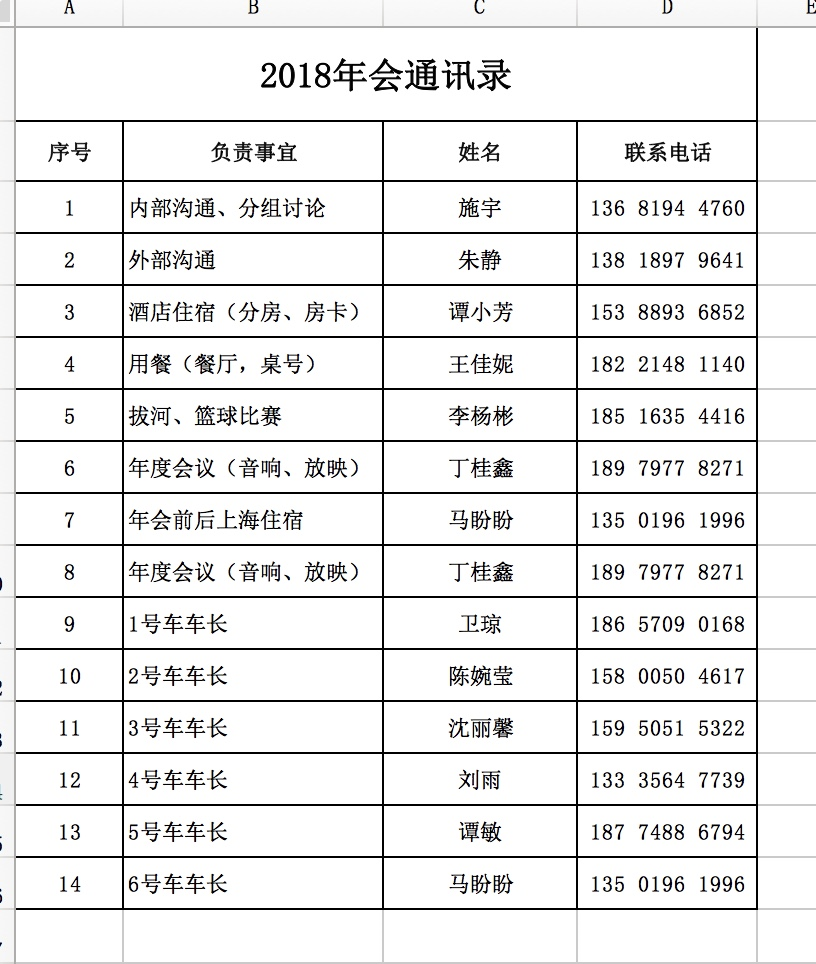 A B C D E
2018年会通讯录
序号 负责事宜 姓名 联系电话
1 内部沟通、分组讨论 施宇 136 8194 4760
2 外部沟通 朱静 138 1897 9641
3 酒店住宿（分房、房卡） 谭小芳 153 8893 6852
4 用餐（餐厅，桌号） 王佳妮 182 2148 1140
5 拔河、篮球比赛 李杨彬 185 1635 4416
6 年度会议（音响、放映） 丁桂鑫 189 7977 8271
7 年会前后上海住宿 马盼盼 135 0196 1996
8 年度会议（音响、放映） 丁桂鑫 189 7977 8271
9 1号车车长 卫琼 186 5709 0168
10 2号车车长 陈婉莹 158 0050 4617
11 3号车车长 沈丽馨 159 5051 5322
12 4号车车长 刘雨 133 3564 7739
13 5号车车长 谭敏 187 7488 6794
14 6号车车长 马盼盼 135 0196 1996